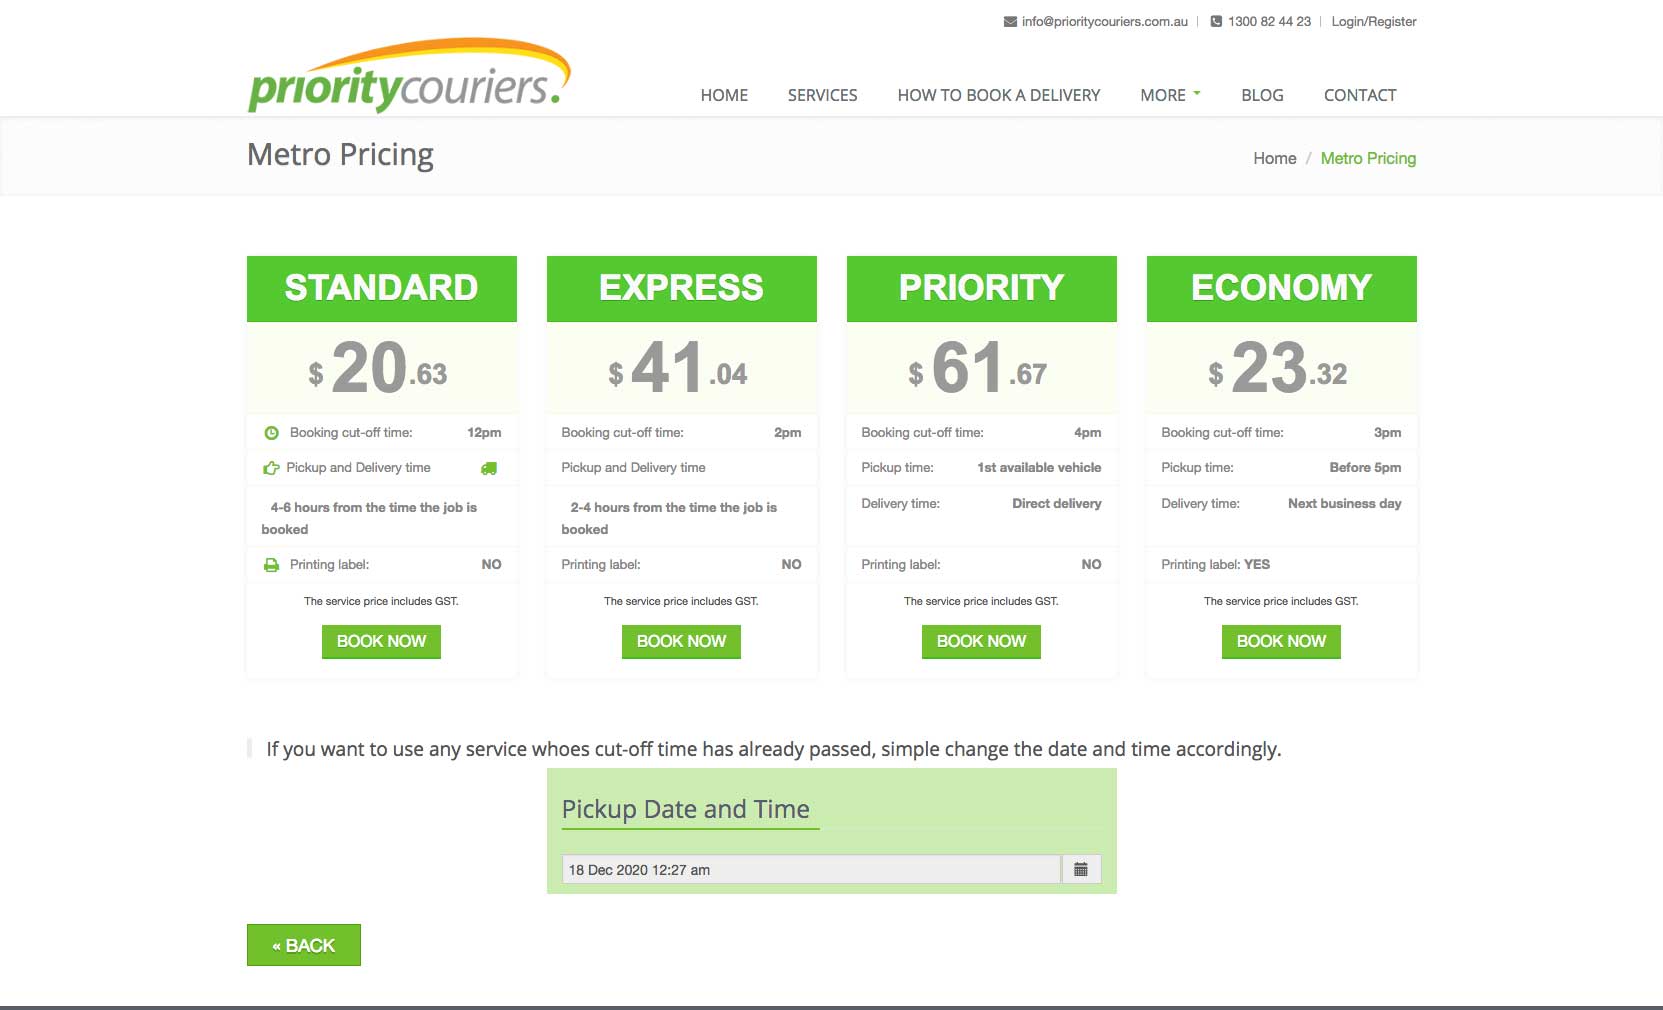 info@prioritycouriers.com.au | 1300 82 44 23 | Login/Register
prioritycouriers.
HOME SERVICES HOW TO BOOK A DELIVERY MORE BLOG CONTACT
Metro Pricing
Home / Metro Pricing
STANDARD
$ 20.63
Booking cut-off time: 12pm
Pickup and Delivery time
4-6 hours from the time the job is
booked
Printing label: NO
The service price includes GST.
BOOK NOW
EXPRESS
$ 41.04
Booking cut-off time: 2pm
Pickup and Delivery time
2-4 hours from the time the job is
booked
Printing label: NO
The service price includes GST.
BOOK NOW
PRIORITY
$ 61.67
Booking cut-off time: 4pm
Pickup time: 1st available vehicle
Delivery time: Direct delivery
Printing label: NO
The service price includes GST.
BOOK NOW
ECONOMY
$ 23.32
Booking cut-off time: 3pm
Pickup time: Before 5pm
Delivery time: Next business day
Printing label: YES
The service price includes GST.
BOOK NOW
If you want to use any service whoes cut-off time has already passed, simple change the date and time accordingly.
Pickup Date and Time
18 Dec 2020 12:27 am
« BACK